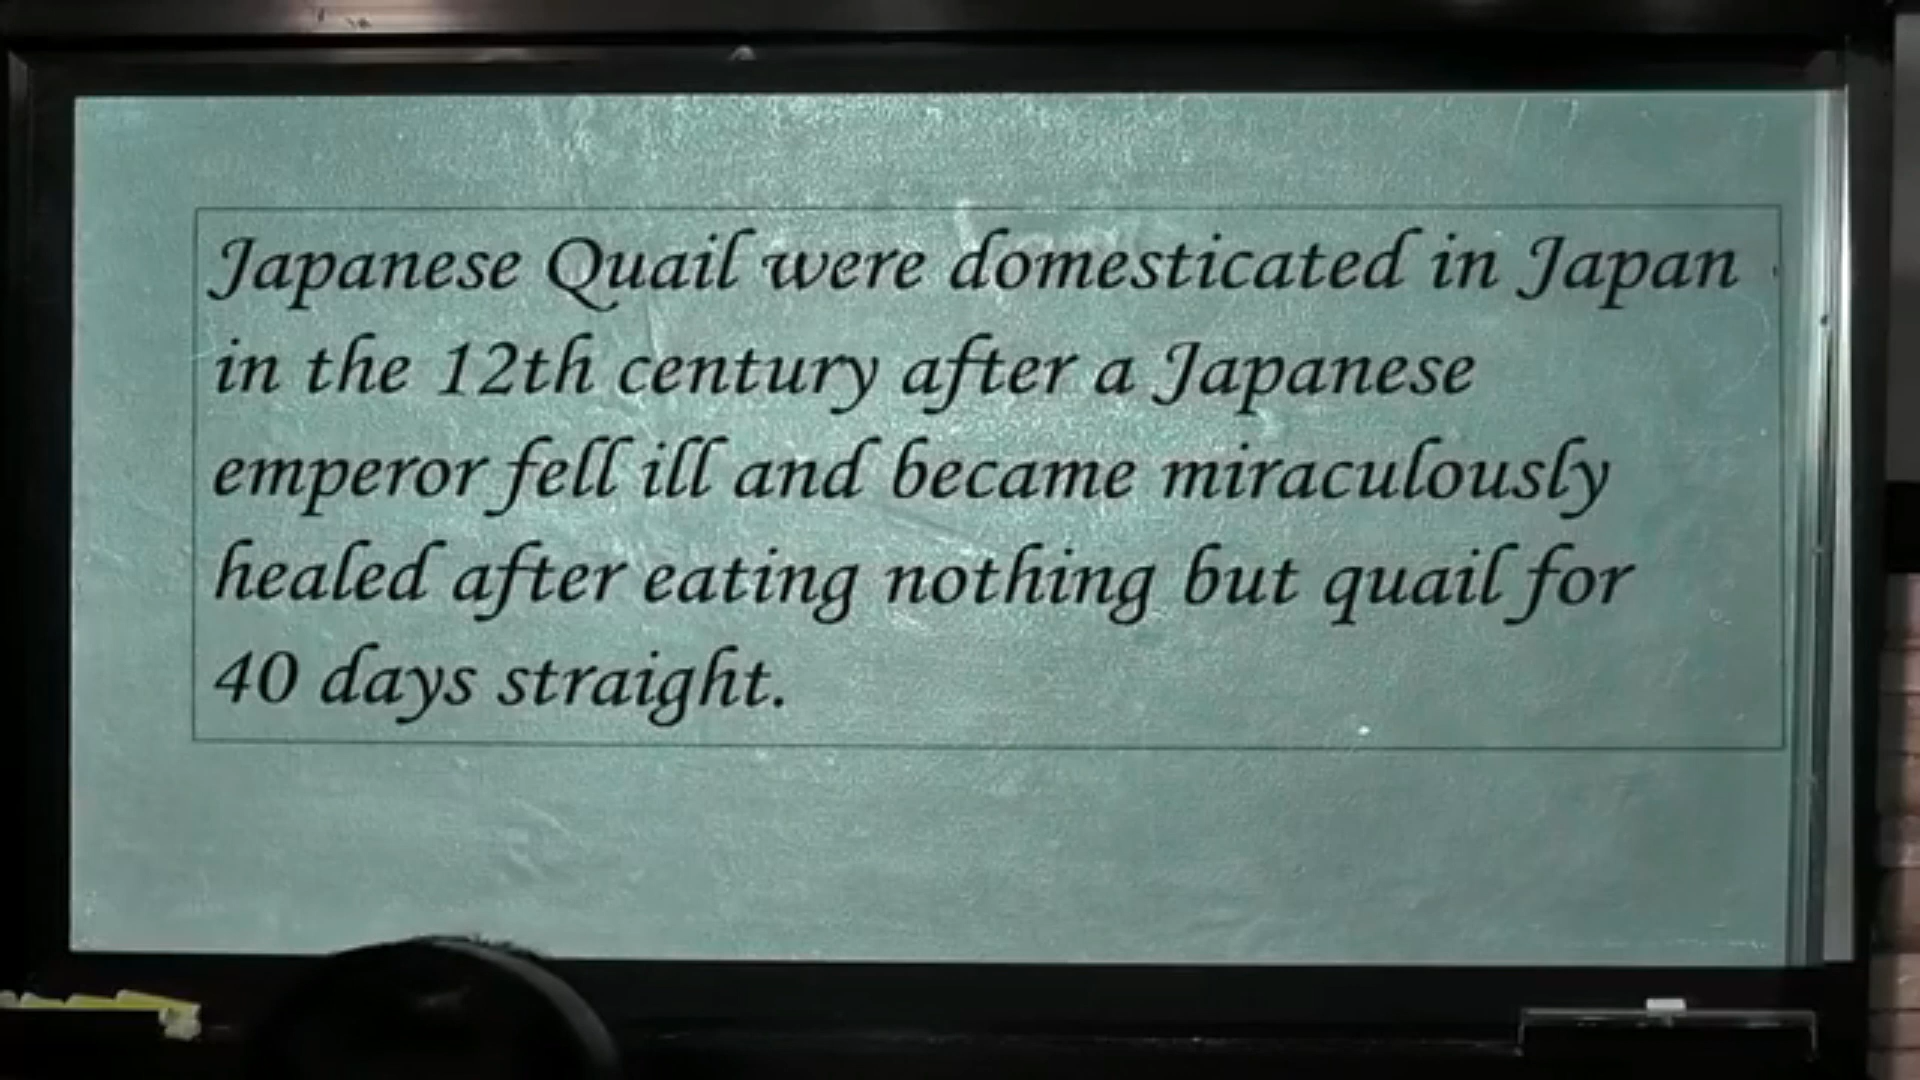 Japanese Quail were domesticated in Japan
in the 12th century after a Japanese
emperor fell ill and became miraculously
healed after eating nothing but quail for
40 days straight.